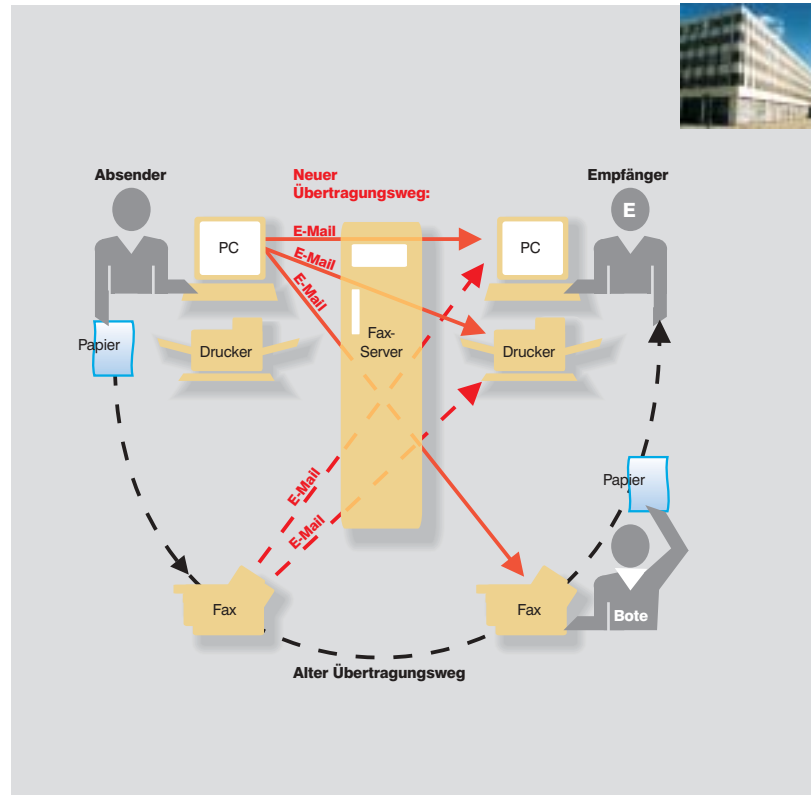 Absender
Neuer
Übertragungsweg:
Empfänger
E
PC
E-Mail
E-Mail
E-Mail
PC
Papier
Drucker
Fax-
Server
Drucker
Papier
E-Mail
E-Mail
Fax
Fax
Bote
Alter Übertragungsweg